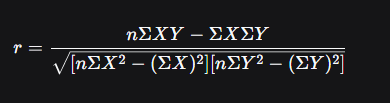 r = nΣXY − ΣXΣY / √[nΣX² − (ΣX)²][nΣY² − (ΣY)²]